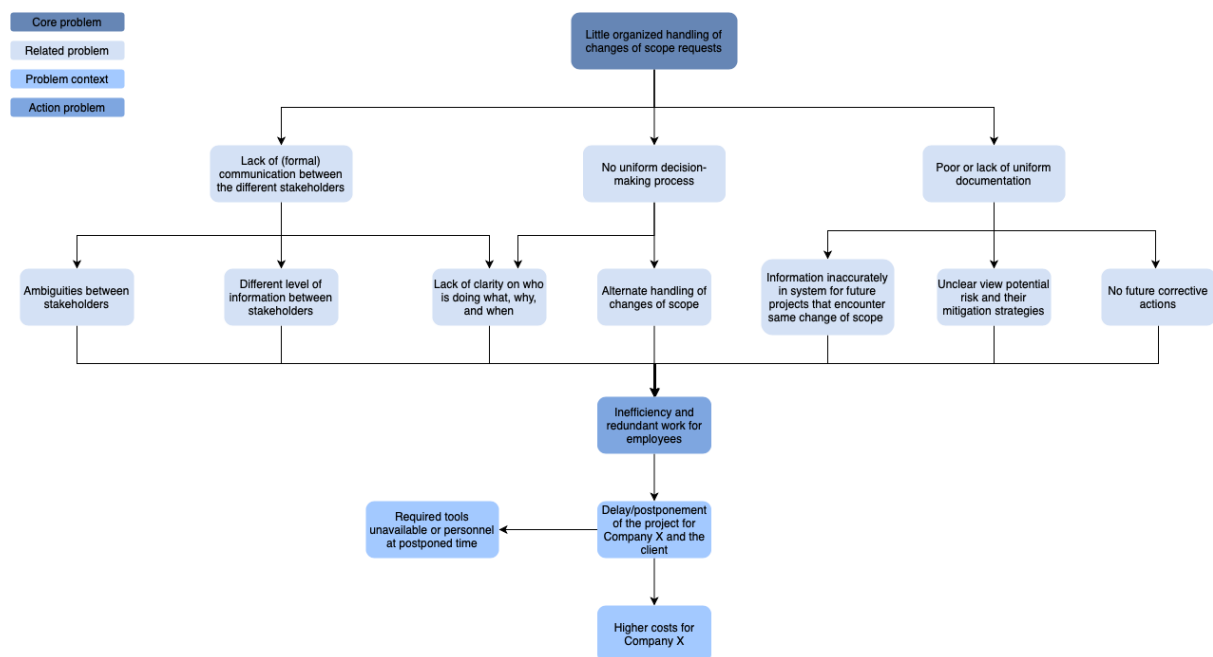 Core problem
Related problem
Problem context
Action problem
Little organized handling of
changes of scope requests
Lack of (formal)
communication between
the different stakeholders
No uniform decision-
making process
Poor or lack of uniform
documentation
Ambiguities between
stakeholders
Different level of
information between
stakeholders
Lack of clarity on who
is doing what, why,
and when
Alternate handling of
changes of scope
Information inaccurately
in system for future
projects that encounter
same change of scope
Unclear view potential
risk and their
mitigation strategies
No future corrective
actions
Inefficiency and
redundant work for
employees
Required tools
unavailable or personnel
at postponed time
Delay/postponement
of the project for
Company X and the
client
Higher costs for
Company X